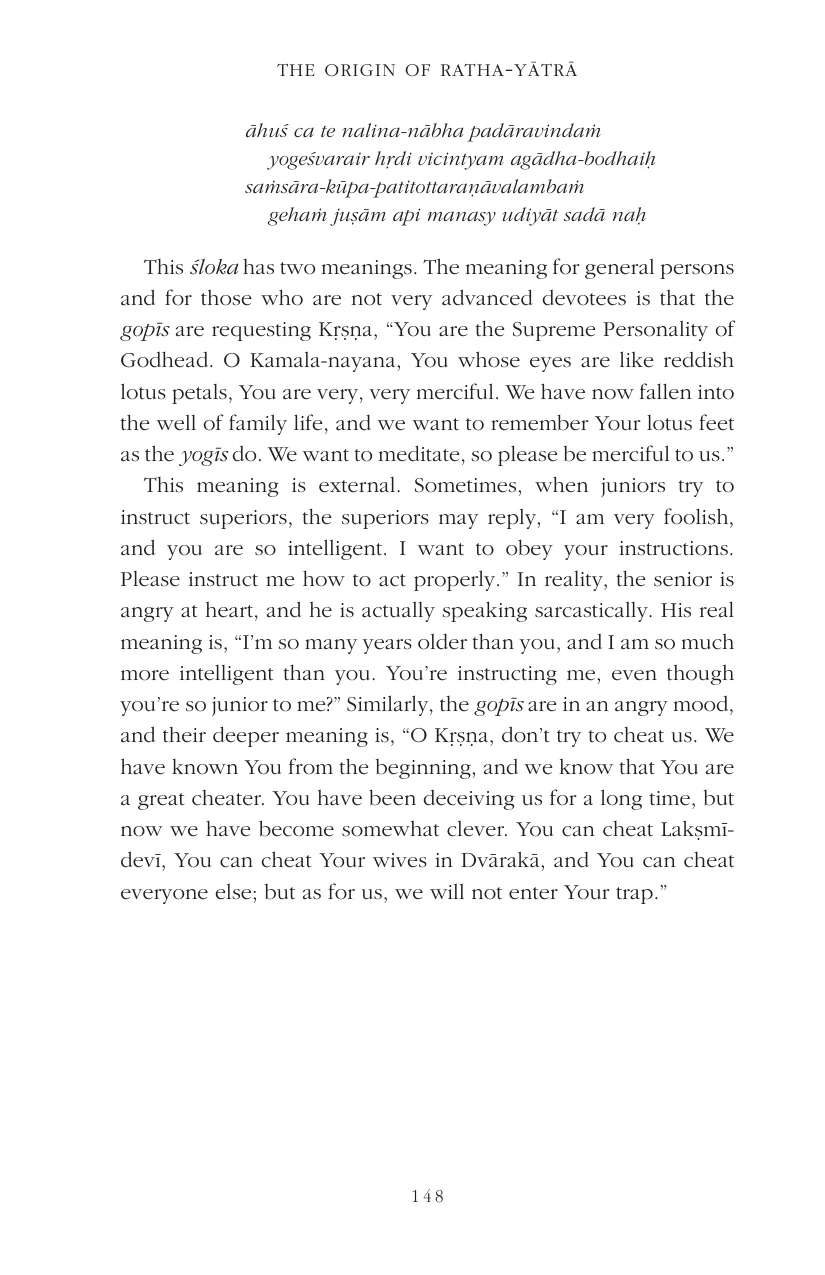 THE ORIGIN OF RATHA-YĀTRĀ
āhuś ca te nalina-nābha padāravindaṁ
yogeśvarair hṛdi vicintyam agādha-bodhaiḥ
saṁsāra-kūpa-patitottaraṇāvalambaṁ
gehaṁ juṣām api manasy udiyāt sadā naḥ
This śloka has two meanings. The meaning for general persons
and for those who are not very advanced devotees is that the
gopīs are requesting Kṛṣṇa, “You are the Supreme Personality of
Godhead. O Kamala-nayana, You whose eyes are like reddish
lotus petals, You are very, very merciful. We have now fallen into
the well of family life, and we want to remember Your lotus feet
as the yogīs do. We want to meditate, so please be merciful to us.”
This meaning is external. Sometimes, when juniors try to
instruct superiors, the superiors may reply, “I am very foolish,
and you are so intelligent. I want to obey your instructions.
Please instruct me how to act properly.” In reality, the senior is
angry at heart, and he is actually speaking sarcastically. His real
meaning is, “I’m so many years older than you, and I am so much
more intelligent than you. You’re instructing me, even though
you’re so junior to me?” Similarly, the gopīs are in an angry mood,
and their deeper meaning is, “O Kṛṣṇa, don’t try to cheat us. We
have known You from the beginning, and we know that You are
a great cheater. You have been deceiving us for a long time, but
now we have become somewhat clever. You can cheat Lakṣmī-
devī, You can cheat Your wives in Dvārakā, and You can cheat
everyone else; but as for us, we will not enter Your trap.”
148